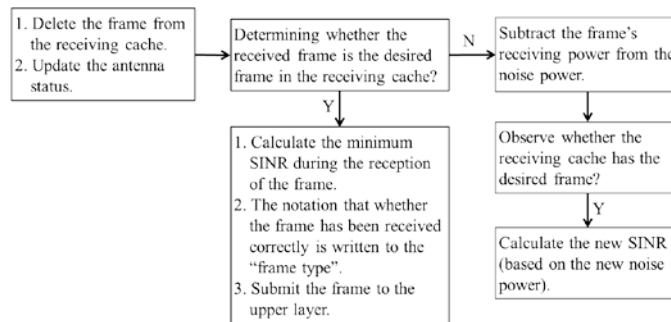 1. Delete the frame from
the receiving cache.
2. Update the antenna
status.
Determining whether the
received frame is the desired
frame in the receiving cache?
N
Subtract the frame's
receiving power from the
noise power.
Y
1. Calculate the minimum
SINR during the reception
of the frame.
2. The notation that whether
the frame has been received
correctly is written to the
“frame type”.
3. Submit the frame to the
upper layer.
Observe whether the
receiving cache has the
desired frame?
Y
Calculate the new SINR
(based on the new noise
power).